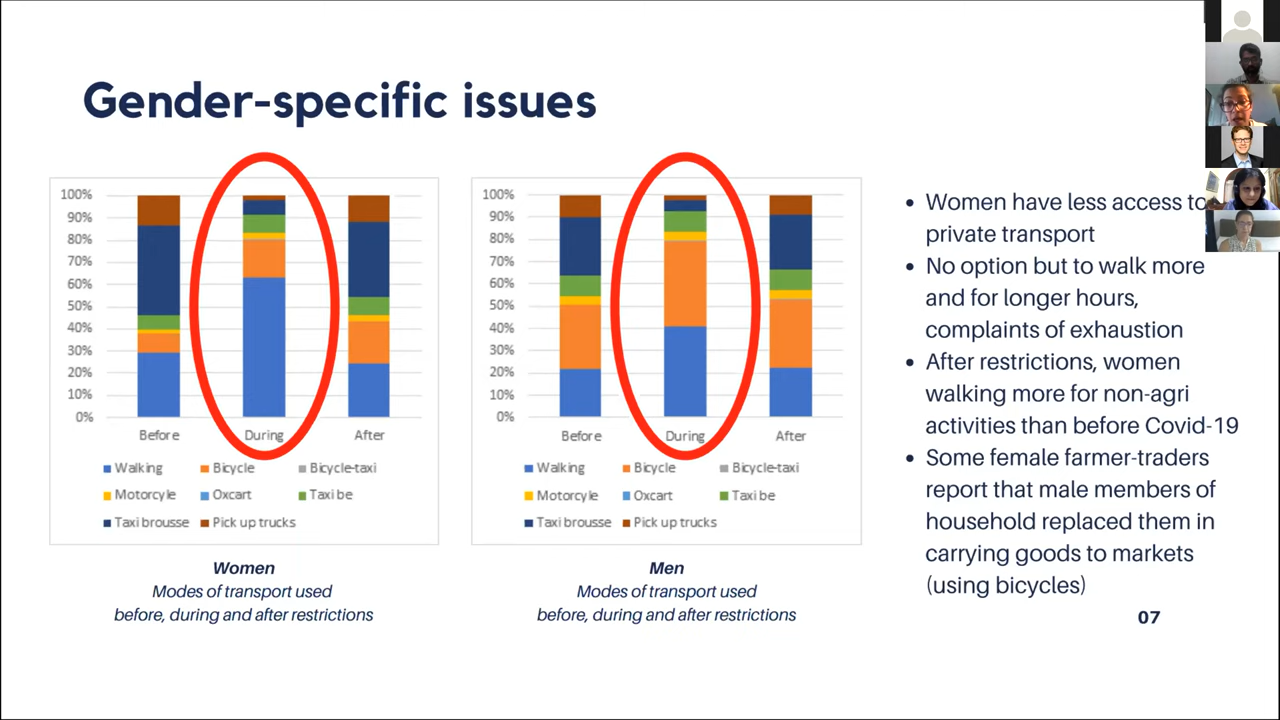 Gender-specific issues
100%
90%
80%
70%
60%
50%
40%
30%
20%
10%
0%
Before During After
Walking Bicycle Bicycle-taxi
Motorcyle Oxcart Taxi be
Taxi brousse Pick up trucks
Women
Modes of transport used
before, during and after restrictions
100%
90%
80%
70%
60%
50%
40%
30%
20%
10%
0%
Before During After
Walking Bicycle Bicycle-taxi
Motorcyle Oxcart Taxi be
Taxi brousse Pick up trucks
Men
Modes of transport used
before, during and after restrictions
• Women have less access to
private transport
• No option but to walk more
and for longer hours,
complaints of exhaustion
• After restrictions, women
walking more for non-agri
activities than before Covid-19
• Some female farmer-traders
report that male members of
household replaced them in
carrying goods to markets
(using bicycles)
07